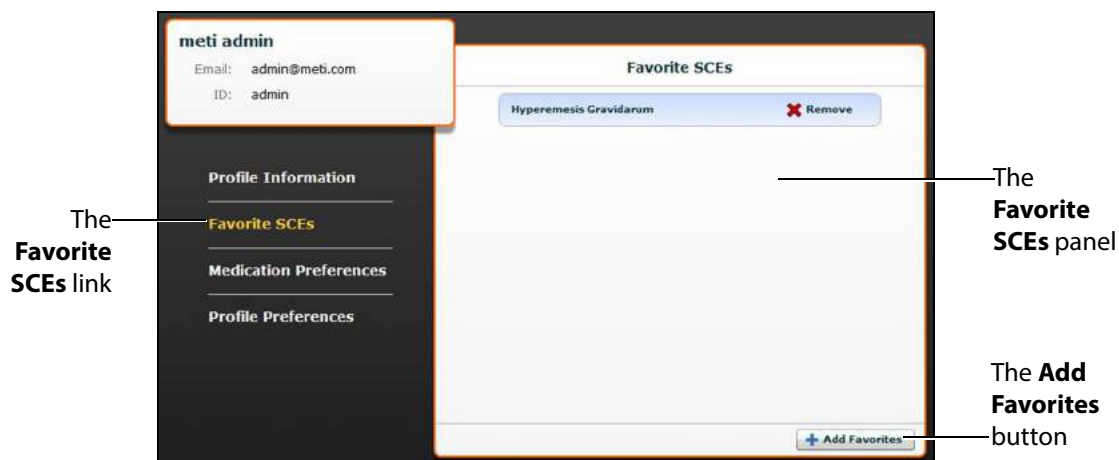 meti admin
Email: admin@meti.com
ID: admin
Favorite SCEs
Hyperemesis Gravidarum Remove
Profile Information
Favorite SCEs
Medication Preferences
Profile Preferences
Add Favorites
The
Favorite
SCEs link
The
Favorite
SCEs panel
The Add
Favorites
button